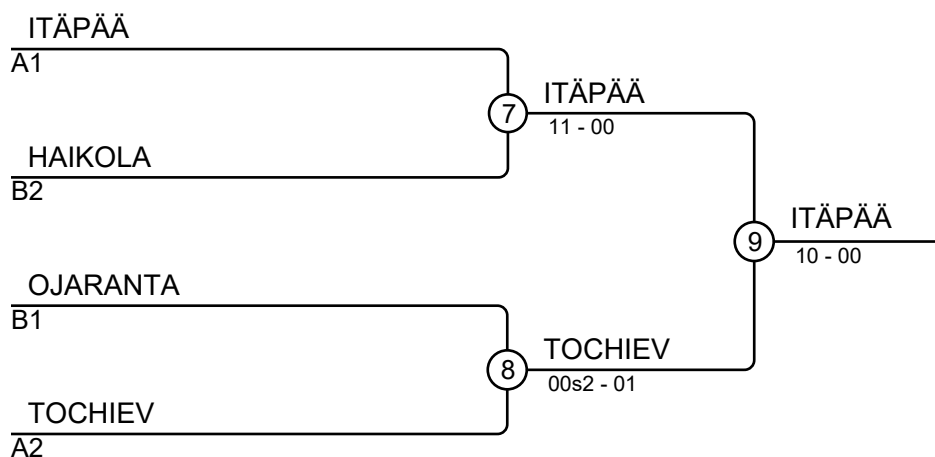 ITÄPÄÄ
A1
7
ITÄPÄÄ
11 - 00
HAIKOLA
B2
9
ITÄPÄÄ
10 - 00
OJARANTA
B1
8
TOCHIEV
00s2 - 01
TOCHIEV
A2